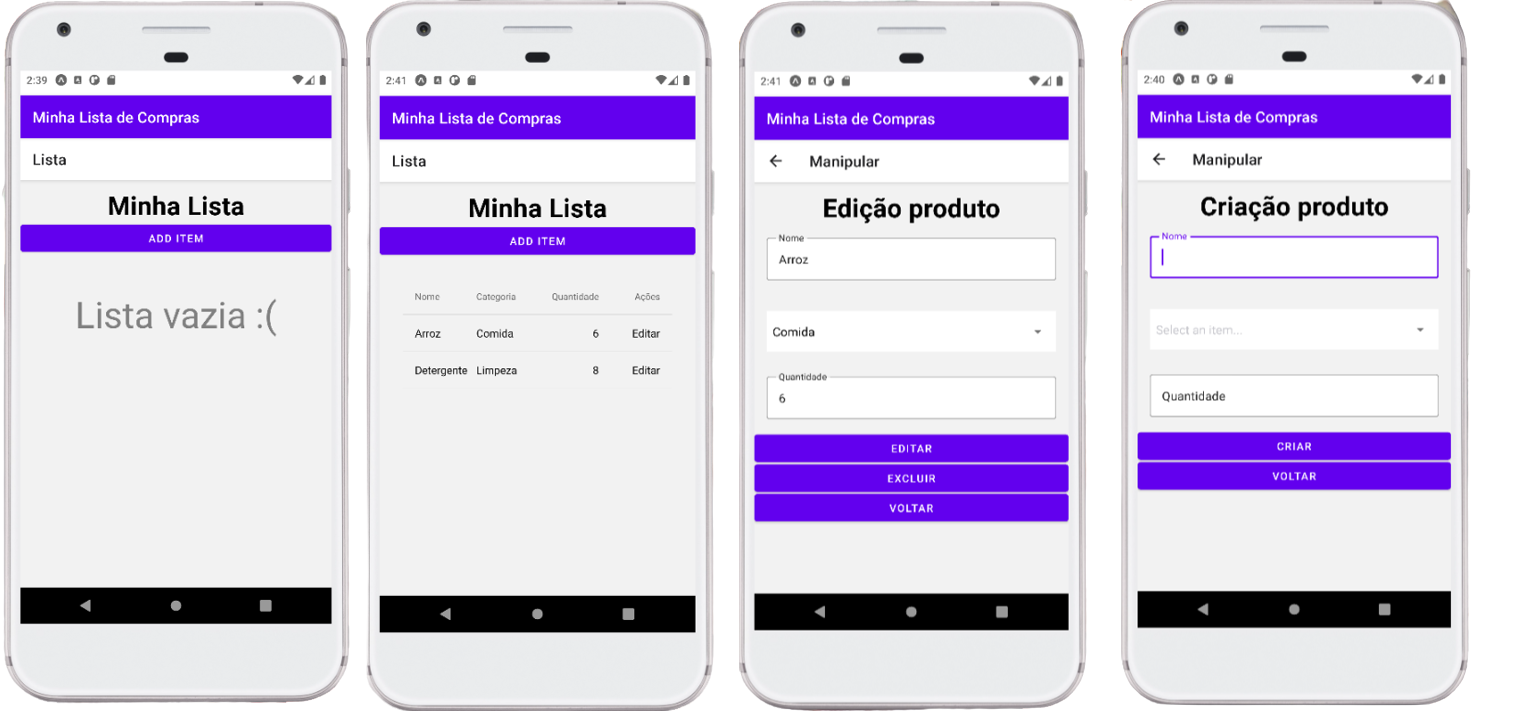 2:39
Minha Lista de Compras
Lista
Minha Lista
ADD ITEM
Lista vazia :(
2:41
Minha Lista de Compras
Lista
Minha Lista
ADD ITEM
Nome Categoria Quantidade Ações
Arroz Comida 6 Editar
Detergente Limpeza 8 Editar
2:41
Minha Lista de Compras
Manipular
Edição produto
Nome
Arroz
Comida
Quantidade
6
EDITAR
EXCLUIR
VOLTAR
2:40
Minha Lista de Compras
Manipular
Criação produto
Nome
Select an item...
Quantidade
CRIAR
VOLTAR